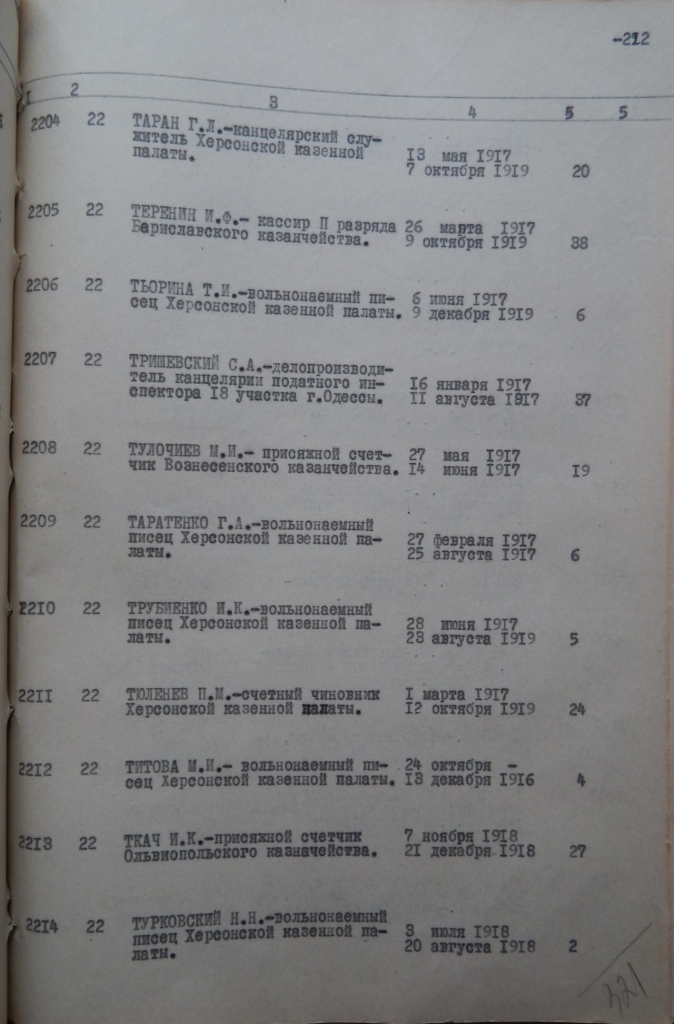 -212
1 2 3 4 5 5
2204 22 ТАРАН Г.Л.-канцелярский слу-
житель Херсонской казенной
палаты. 13 мая 1917
7 октября 1919 20
2205 22 ТЕРЕНИН И.Ф.- кассир П разряда 26 марта 1917
Бариславского казанчейства. 9 октября 1919 38
2206 22 ТЬОРИНА Т.И.-вольнонаемный пи- 6 июня 1917
сец Херсонской казенной палаты. 9 декабря 1919 6
2207 22 ТРИШЕВСКИЙ С.А.-делопроизводи-
тель канцелярии податного ин- 16 января 1917
спектора 18 участка г.Одессы. 11 августа 1917 37
2208 22 ТУЛОЧИЕВ М.И.- присяжной счет- 27 мая 1917
чик Вознесенского казанчейства. 14 июня 1917 19
2209 22 ТАРАТЕНКО Г.А.-вольнонаемный
писец Херсонской казенной па- 27 февраля 1917
латы. 25 августа 1917 6
2210 22 ТРУБИЕНКО И.К.-вольнонаемный
писец Херсонской казенной па- 28 июня 1917
латы. 23 августа 1919 5
2211 22 ТЮЛЕНЕВ П.М.-счетный чиновник 1 марта 1917
Херсонской казенной палаты. 12 октября 1919 24
2212 22 ТИТОВА М.И.- вольнонаемный пи- 24 октября -
сец Херсонской казенной палаты. 13 декабря 1916 4
2213 22 ТКАЧ И.К.-присяжной счетчик 7 ноября 1918
Ольвиопольского казначейства. 21 декабря 1918 27
2214 22 ТУРКОВСКИЙ Н.Н.-вольнонаемный
писец Херсонской казенной па- 3 июля 1918
латы. 20 августа 1918 2
321